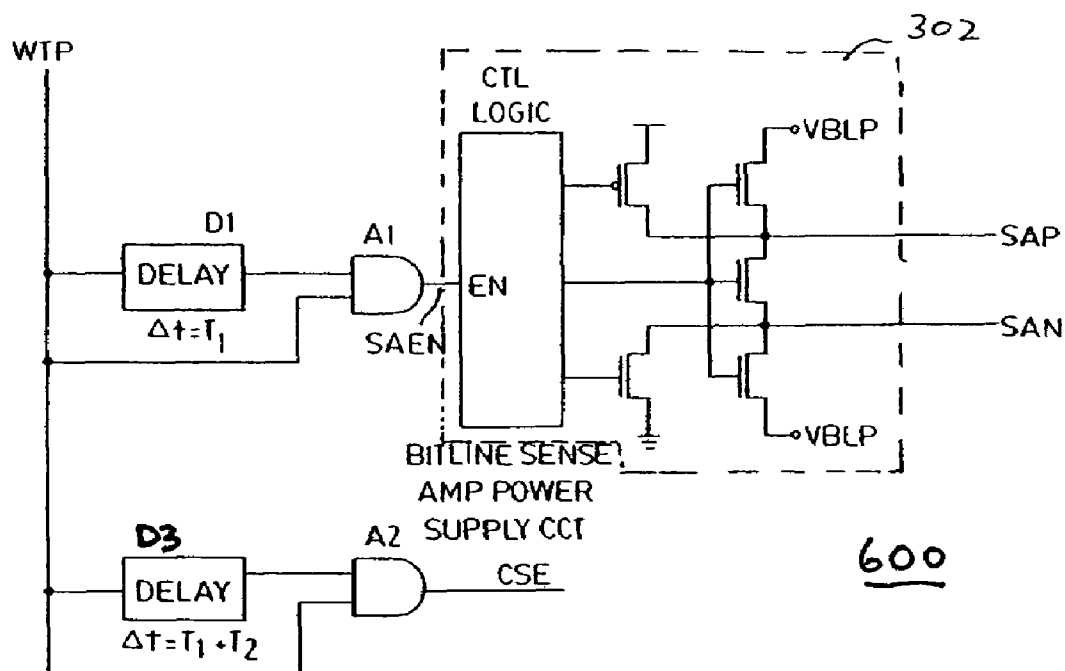 302
WTP
CTL
LOGIC
VBLP
D1
A1
DELAY
EN
SAP
Δt=T₁
SAEN
SAN
VBLP
BITLINE SENSE
AMP POWER
SUPPLY CCT
D3
A2
600
DELAY
CSE
Δt=T₁+T₂